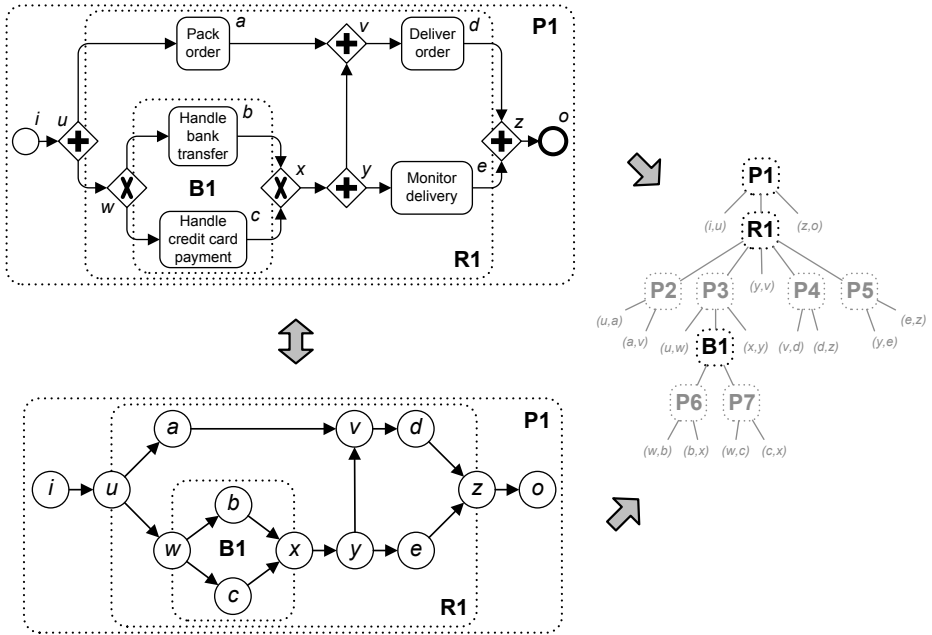 a
d
P1
Pack
order
v
Deliver
order
i
u
b
Handle
bank
transfer
z
o
B1
x
y
e
w
c
Monitor
delivery
Handle
credit card
payment
R1
P1
(i,u)
(z,o)
R1
P2
P3
(y,v)
P4
P5
(u,a)
(e,z)
(a,v)
(u,w)
(x,y)
(v,d)
(d,z)
(y,e)
B1
P6
P7
(w,b)
(b,x)
(w,c)
(c,x)
P1
a
v
d
i
u
z
o
b
w
B1
x
y
e
c
R1